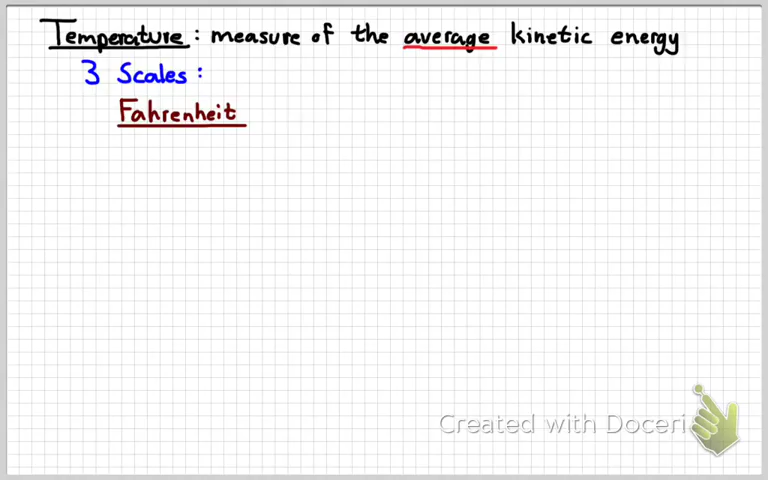 Temperature: measure of the average kinetic energy
3 Scales:
Fahrenheit
Created with Doceri